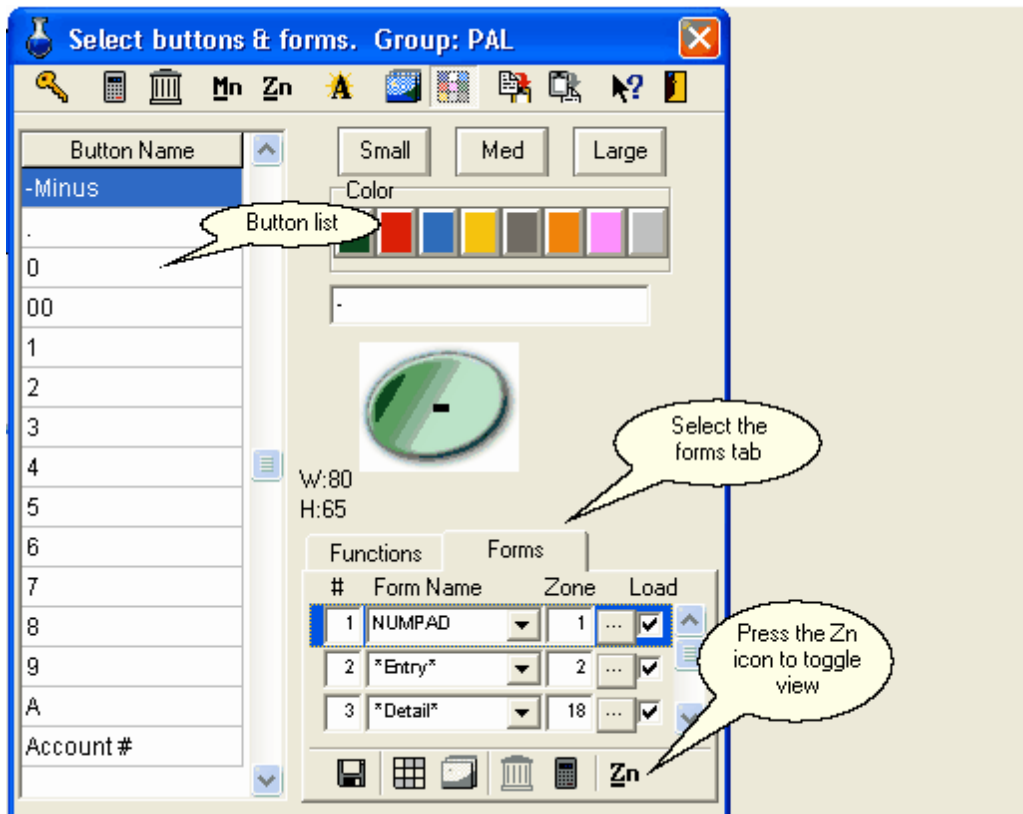 Select buttons & forms.  Group: PAL
Mn Zn A ?
Button Name
-Minus
.
0
00
1
2
3
4
5
6
7
8
9
A
Account #
Button list
Small Med Large
Color
-
-
W:80
H:65
Select the
forms tab
Functions Forms
# Form Name Zone Load
1 NUMPAD 1 ...
2 *Entry* 2 ...
3 *Detail* 18 ...
Zn
Press the Zn
icon to toggle
view